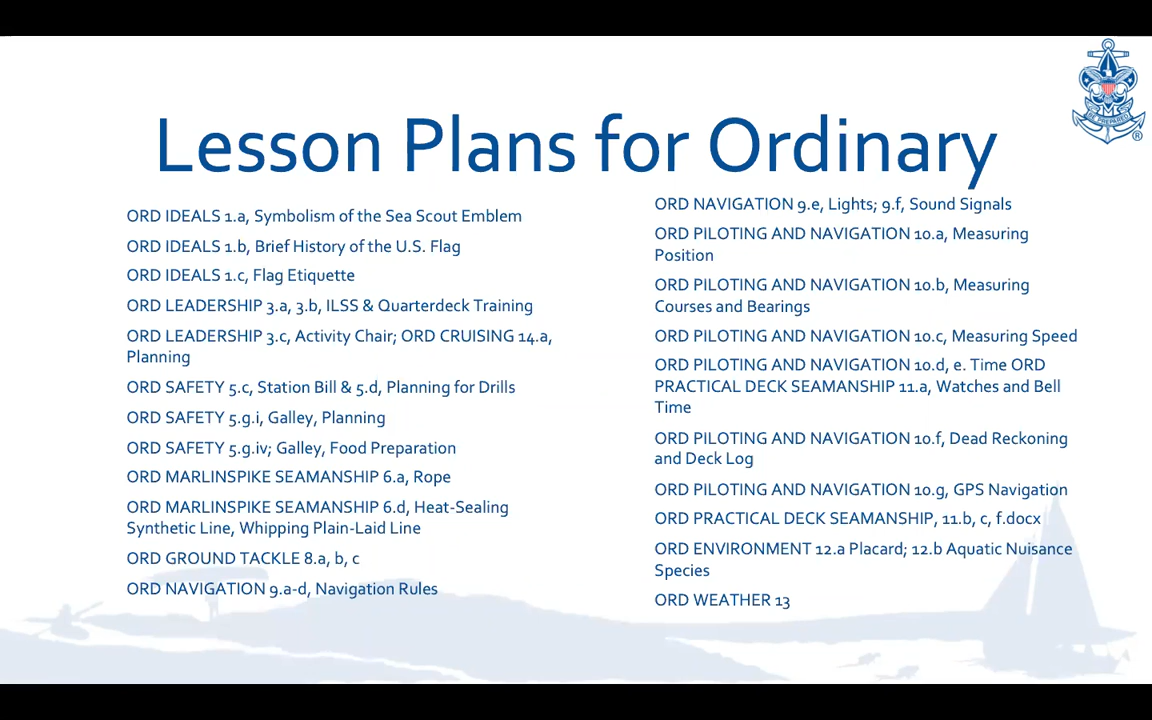 Lesson Plans for Ordinary
ORD IDEALS 1.a, Symbolism of the Sea Scout Emblem
ORD IDEALS 1.b, Brief History of the U.S. Flag
ORD IDEALS 1.c, Flag Etiquette
ORD LEADERSHIP 3.a, 3.b, ILSS & Quarterdeck Training
ORD LEADERSHIP 3.c, Activity Chair; ORD CRUISING 14.a,
Planning
ORD SAFETY 5.c, Station Bill & 5.d, Planning for Drills
ORD SAFETY 5.g.i, Galley, Planning
ORD SAFETY 5.g.iv; Galley, Food Preparation
ORD MARLINSPIKE SEAMANSHIP 6.a, Rope
ORD MARLINSPIKE SEAMANSHIP 6.d, Heat-Sealing
Synthetic Line, Whipping Plain-Laid Line
ORD GROUND TACKLE 8.a, b, c
ORD NAVIGATION 9.a-d, Navigation Rules
ORD NAVIGATION 9.e, Lights; 9.f, Sound Signals
ORD PILOTING AND NAVIGATION 10.a, Measuring
Position
ORD PILOTING AND NAVIGATION 10.b, Measuring
Courses and Bearings
ORD PILOTING AND NAVIGATION 10.c, Measuring Speed
ORD PILOTING AND NAVIGATION 10.d, e. Time ORD
PRACTICAL DECK SEAMANSHIP 11.a, Watches and Bell
Time
ORD PILOTING AND NAVIGATION 10.f, Dead Reckoning
and Deck Log
ORD PILOTING AND NAVIGATION 10.g, GPS Navigation
ORD PRACTICAL DECK SEAMANSHIP, 11.b, c, f.docx
ORD ENVIRONMENT 12.a Placard; 12.b Aquatic Nuisance
Species
ORD WEATHER 13
BE PREPARED
®